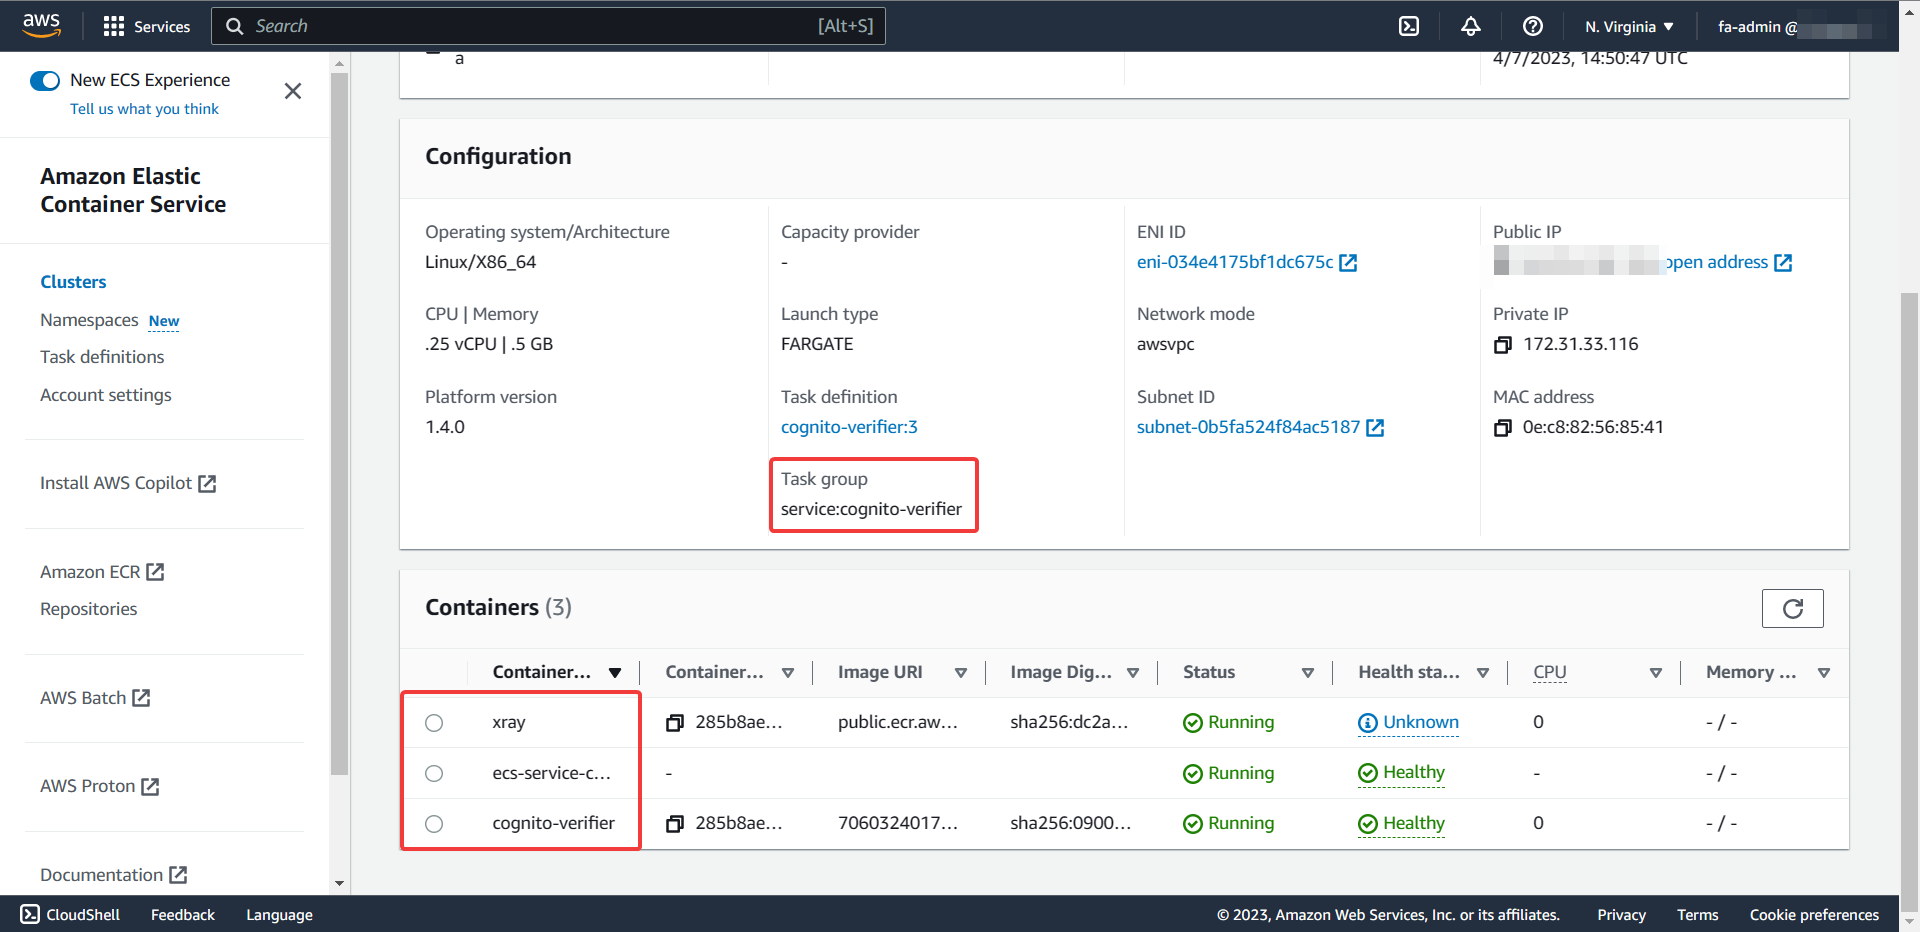 aws
Services
Search
[Alt+S]
N. Virginia
fa-admin @
New ECS Experience
Tell us what you think
Amazon Elastic
Container Service
Clusters
Namespaces New
Task definitions
Account settings
Install AWS Copilot
Amazon ECR
Repositories
AWS Batch
AWS Proton
Documentation
a
4/7/2023, 14:50:47 UTC
Configuration
Operating system/Architecture
Linux/X86_64
Capacity provider
-
ENI ID
eni-034e4175bf1dc675c
Public IP
open address
CPU | Memory
.25 vCPU | .5 GB
Launch type
FARGATE
Network mode
awsvpc
Private IP
172.31.33.116
Platform version
1.4.0
Task definition
cognito-verifier:3
Subnet ID
subnet-0b5fa524f84ac5187
MAC address
0e:c8:82:56:85:41
Task group
service:cognito-verifier
Containers (3)
Container... Container... Image URI Image Dig... Status Health sta... CPU Memory ...
xray 285b8ae... public.ecr.aw... sha256:dc2a... Running Unknown 0 - / -
ecs-service-c... - Running Healthy - - / -
cognito-verifier 285b8ae... 7060324017... sha256:0900... Running Healthy 0 - / -
CloudShell Feedback Language © 2023, Amazon Web Services, Inc. or its affiliates. Privacy Terms Cookie preferences